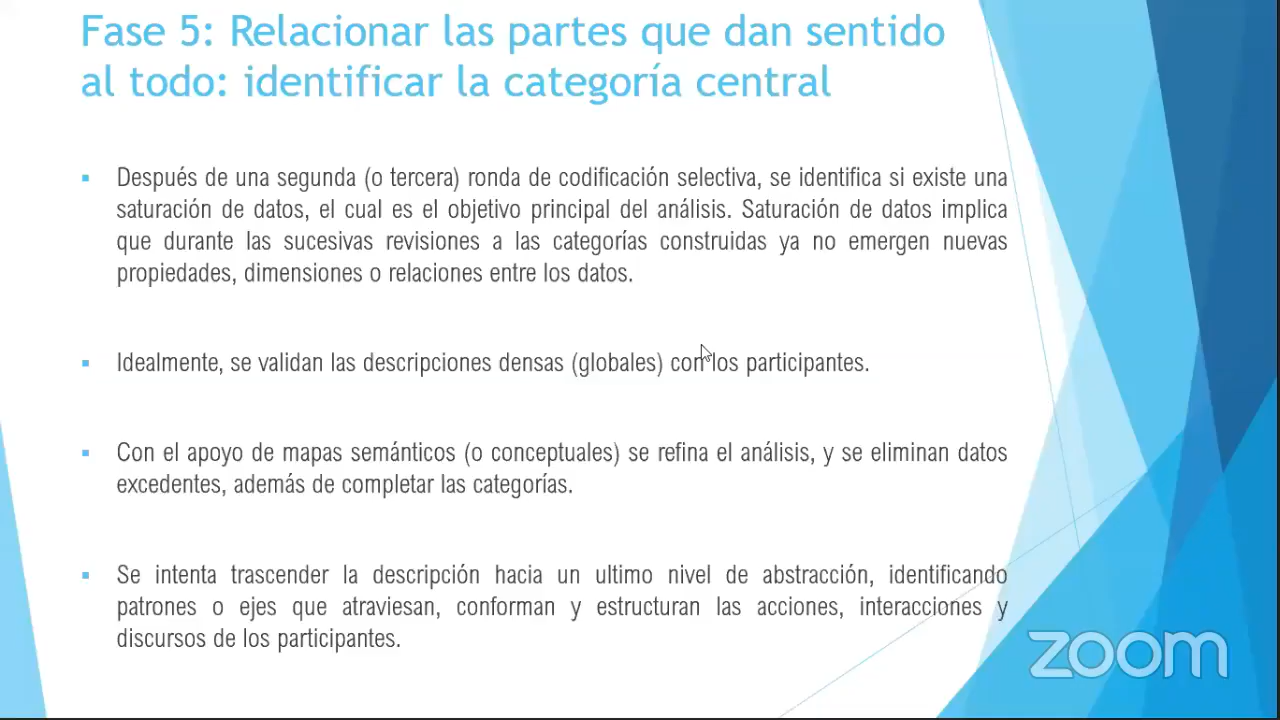 Fase 5: Relacionar las partes que dan sentido
al todo: identificar la categoría central
Después de una segunda (o tercera) ronda de codificación selectiva, se identifica si existe una
saturación de datos, el cual es el objetivo principal del análisis. Saturación de datos implica
que durante las sucesivas revisiones a las categorías construidas ya no emergen nuevas
propiedades, dimensiones o relaciones entre los datos.
Idealmente, se validan las descripciones densas (globales) con los participantes.
Con el apoyo de mapas semánticos (o conceptuales) se refina el análisis, y se eliminan datos
excedentes, además de completar las categorías.
Se intenta trascender la descripción hacia un ultimo nivel de abstracción, identificando
patrones o ejes que atraviesan, conforman y estructuran las acciones, interacciones y
discursos de los participantes.
zoom